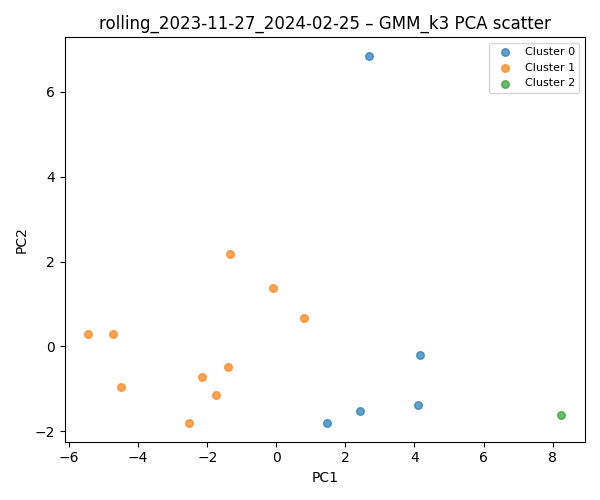 rolling_2023-11-27_2024-02-25 – GMM_k3 PCA scatter
Cluster 0
Cluster 1
Cluster 2
PC2
6
4
2
0
−2
−6
−4
−2
0
2
4
6
8
PC1